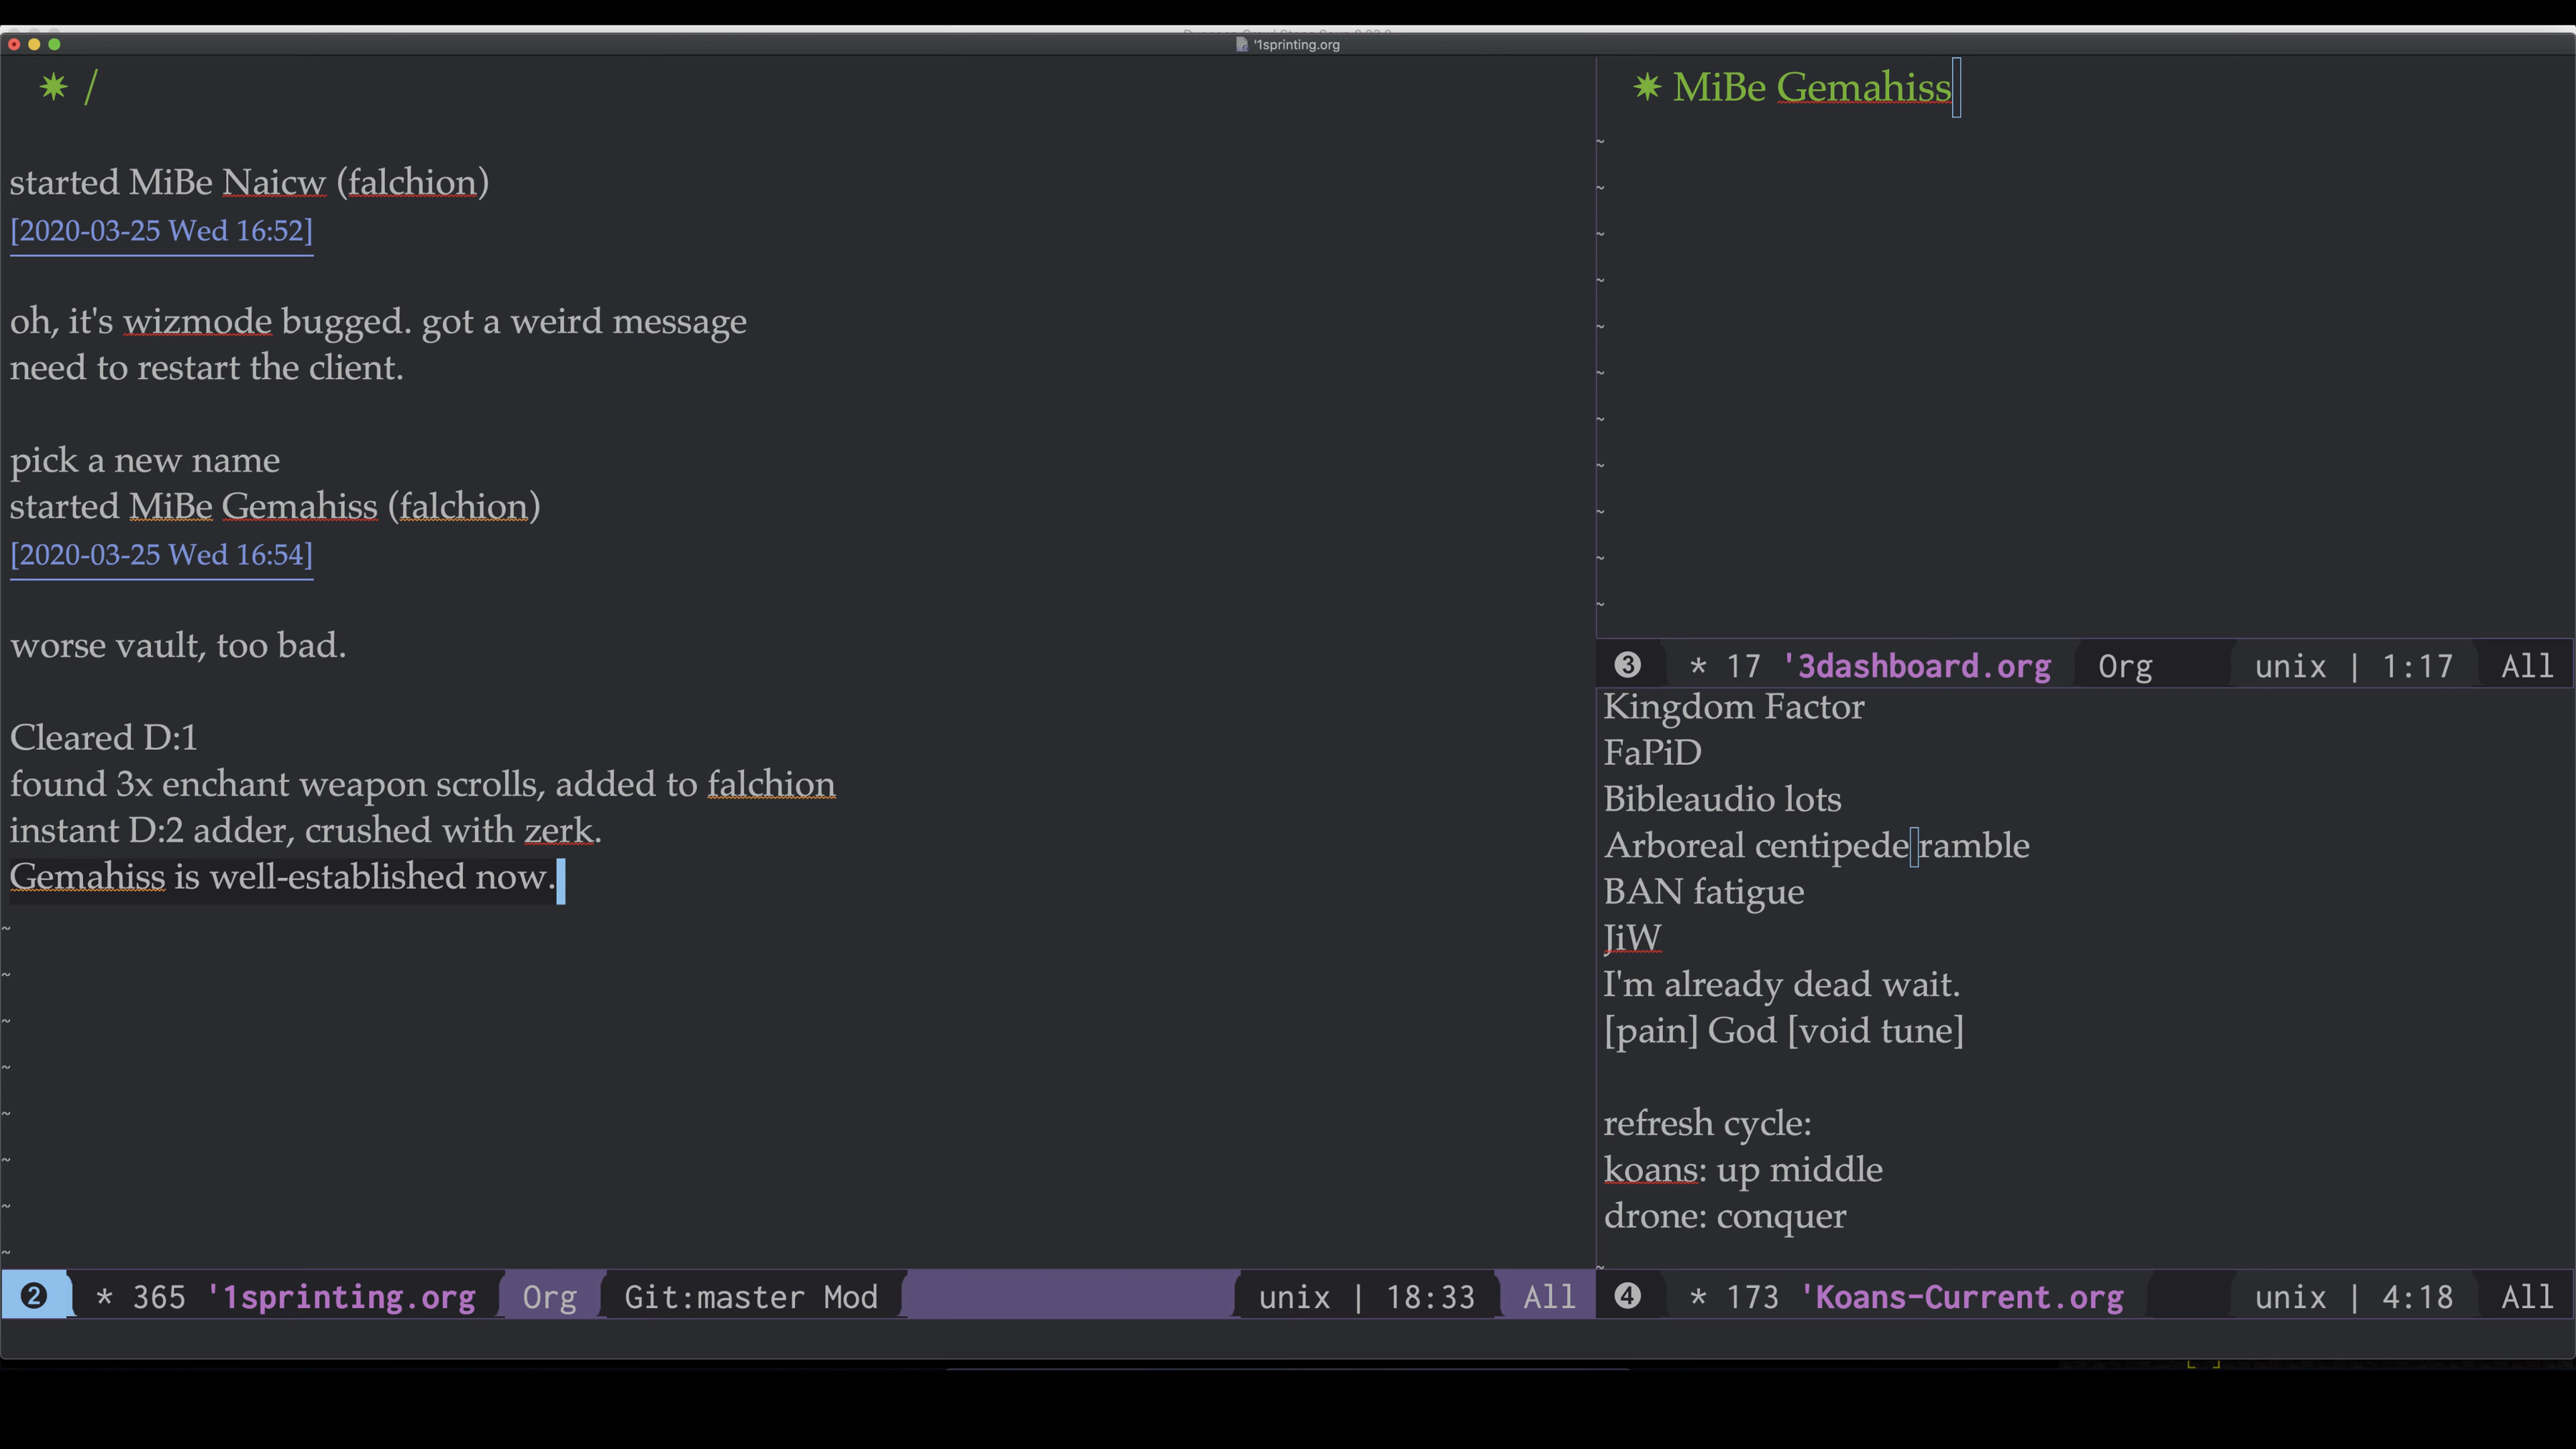 '1sprinting.org
✷ /
started MiBe Naicw (falchion)
[2020-03-25 Wed 16:52]
oh, it's wizmode bugged. got a weird message
need to restart the client.
pick a new name
started MiBe Gemahiss (falchion)
[2020-03-25 Wed 16:54]
worse vault, too bad.
Cleared D:1
found 3x enchant weapon scrolls, added to falchion
instant D:2 adder, crushed with zerk.
Gemahiss is well-established now.
2 * 365 '1sprinting.org Org Git:master Mod unix | 18:33 All
✷ MiBe Gemahiss
3 * 17 '3dashboard.org Org unix | 1:17 All
Kingdom Factor
FaPiD
Bibleaudio lots
Arboreal centipede ramble
BAN fatigue
JiW
I'm already dead wait.
[pain] God [void tune]
refresh cycle:
koans: up middle
drone: conquer
4 * 173 'Koans-Current.org unix | 4:18 All